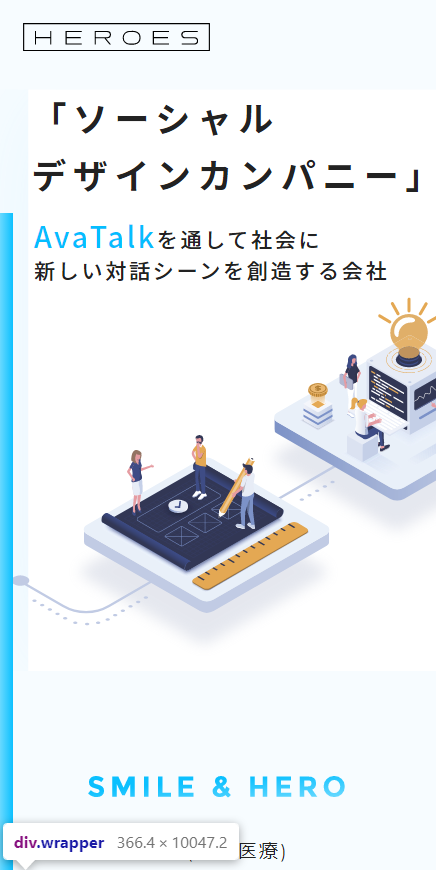 HEROES
「ソーシャル
デザインカンパニー」
AvaTalkを通して社会に
新しい対話シーンを創造する会社
SMILE & HERO
div.wrapper 366.4 × 10047.2
医療)